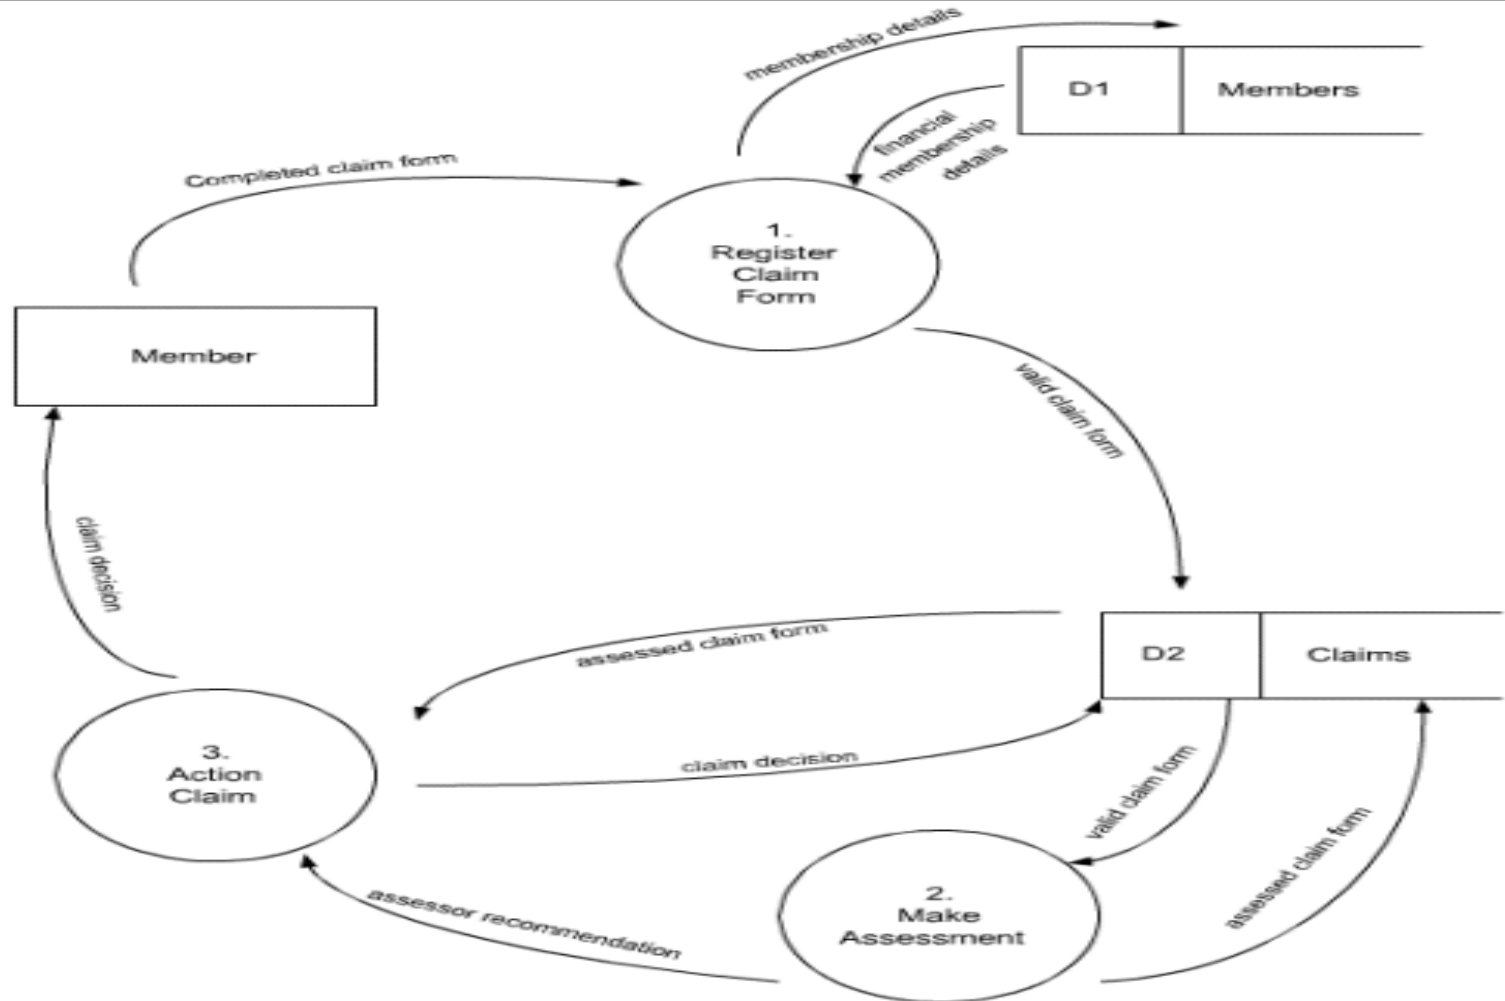 membership details
D1
Members
financial
membership
details
Completed claim form
1.
Register
Claim
Form
Member
valid claim form
claim decision
assessed claim form
D2
Claims
3.
Action
Claim
claim decision
valid claim form
assessed claim form
2.
Make
Assessment
assessor recommendation